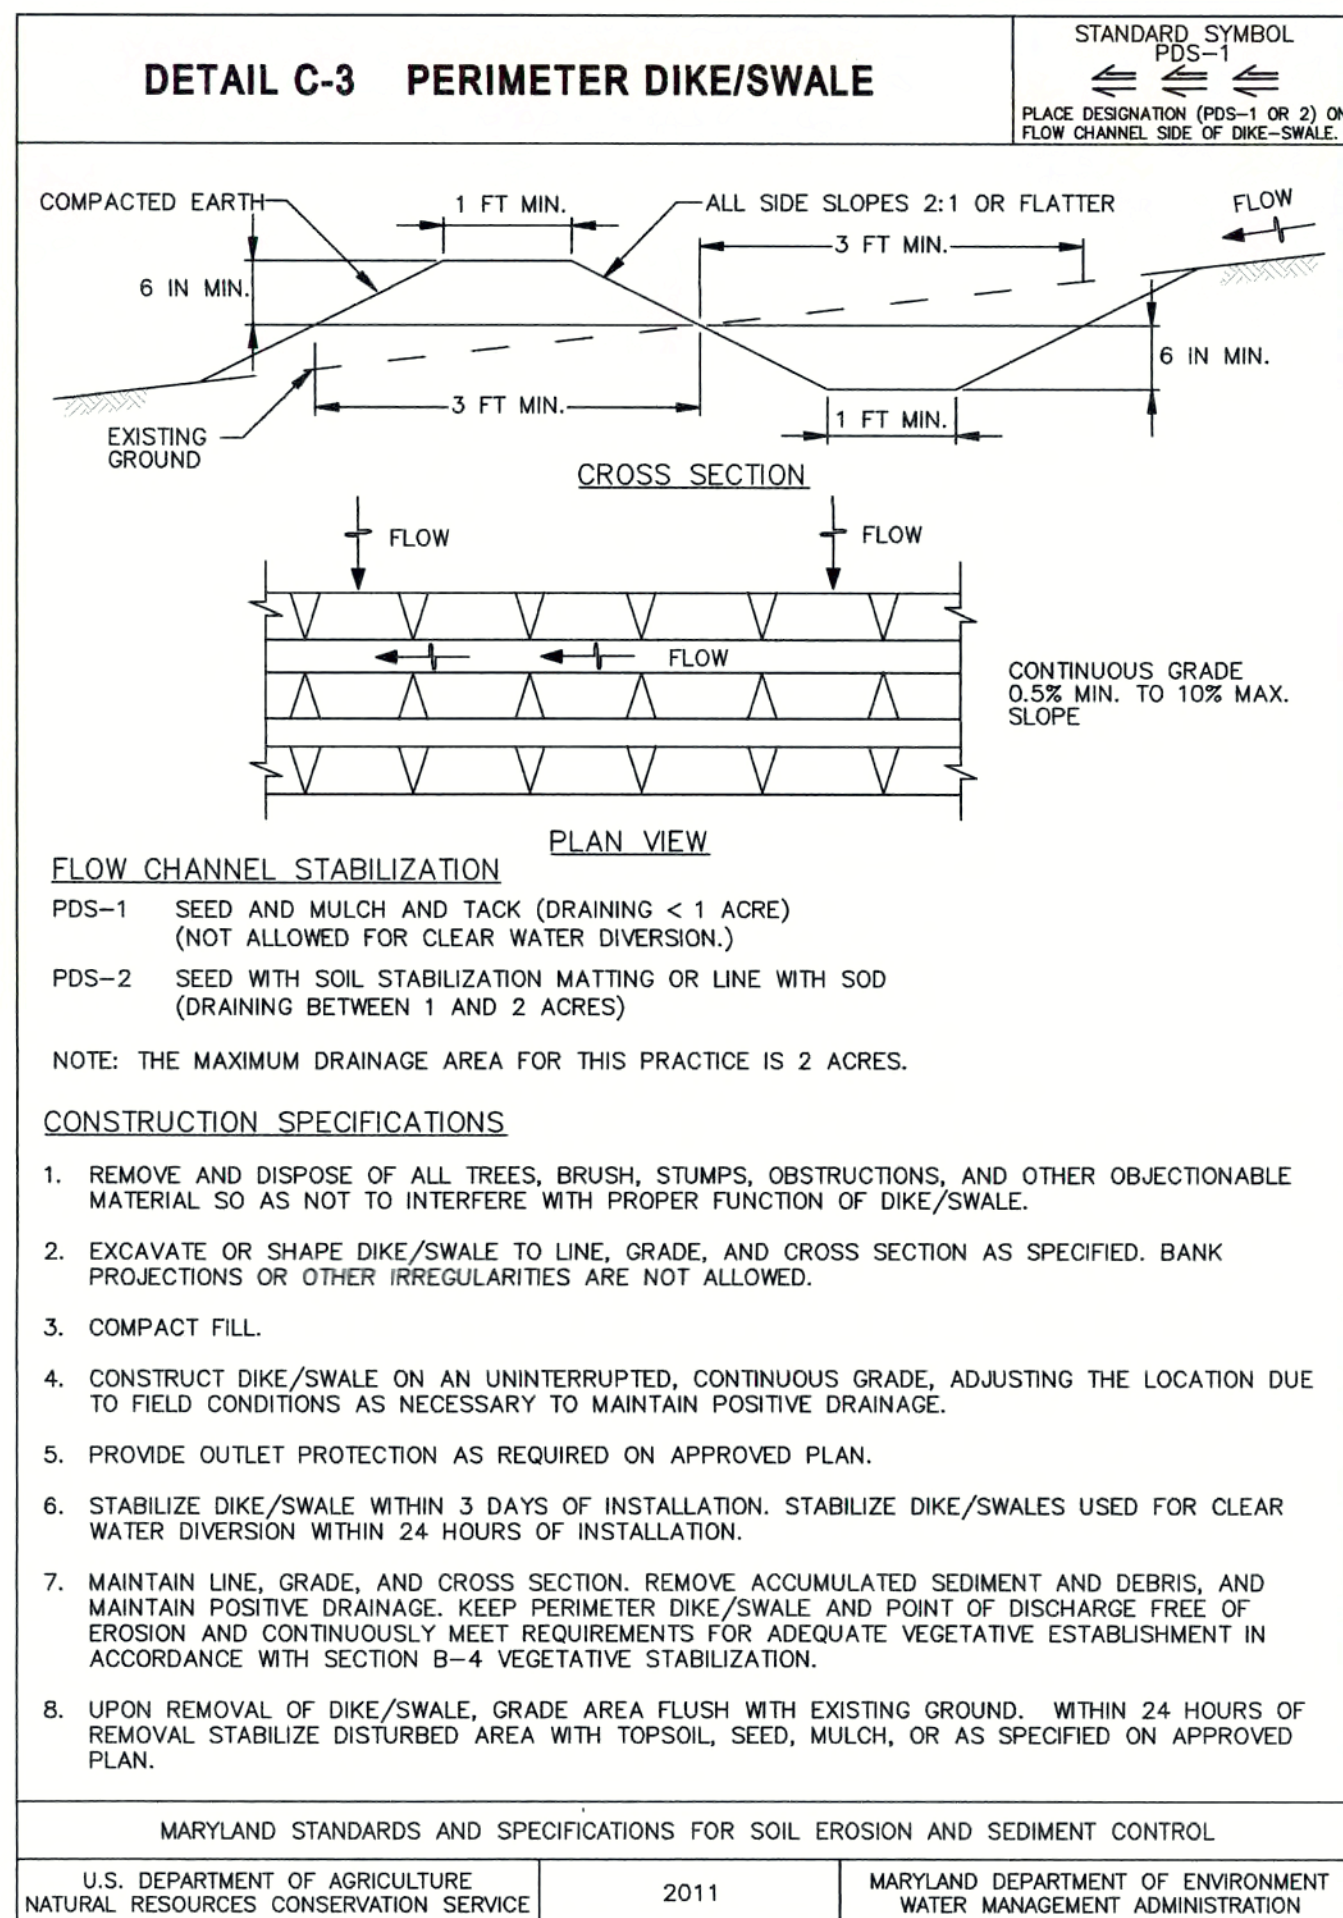 DETAIL C-3 PERIMETER DIKE/SWALE
STANDARD SYMBOL
PDS-1
PLACE DESIGNATION (PDS-1 OR 2) ON
FLOW CHANNEL SIDE OF DIKE-SWALE.
COMPACTED EARTH
1 FT MIN.
ALL SIDE SLOPES 2:1 OR FLATTER
FLOW
3 FT MIN.
6 IN MIN.
6 IN MIN.
3 FT MIN.
1 FT MIN.
EXISTING
GROUND
CROSS SECTION
FLOW
FLOW
FLOW
CONTINUOUS GRADE
0.5% MIN. TO 10% MAX.
SLOPE
PLAN VIEW
FLOW CHANNEL STABILIZATION
PDS-1 SEED AND MULCH AND TACK (DRAINING < 1 ACRE)
(NOT ALLOWED FOR CLEAR WATER DIVERSION.)
PDS-2 SEED WITH SOIL STABILIZATION MATTING OR LINE WITH SOD
(DRAINING BETWEEN 1 AND 2 ACRES)
NOTE: THE MAXIMUM DRAINAGE AREA FOR THIS PRACTICE IS 2 ACRES.
CONSTRUCTION SPECIFICATIONS
1. REMOVE AND DISPOSE OF ALL TREES, BRUSH, STUMPS, OBSTRUCTIONS, AND OTHER OBJECTIONABLE
MATERIAL SO AS NOT TO INTERFERE WITH PROPER FUNCTION OF DIKE/SWALE.
2. EXCAVATE OR SHAPE DIKE/SWALE TO LINE, GRADE, AND CROSS SECTION AS SPECIFIED. BANK
PROJECTIONS OR OTHER IRREGULARITIES ARE NOT ALLOWED.
3. COMPACT FILL.
4. CONSTRUCT DIKE/SWALE ON AN UNINTERRUPTED, CONTINUOUS GRADE, ADJUSTING THE LOCATION DUE
TO FIELD CONDITIONS AS NECESSARY TO MAINTAIN POSITIVE DRAINAGE.
5. PROVIDE OUTLET PROTECTION AS REQUIRED ON APPROVED PLAN.
6. STABILIZE DIKE/SWALE WITHIN 3 DAYS OF INSTALLATION. STABILIZE DIKE/SWALES USED FOR CLEAR
WATER DIVERSION WITHIN 24 HOURS OF INSTALLATION.
7. MAINTAIN LINE, GRADE, AND CROSS SECTION. REMOVE ACCUMULATED SEDIMENT AND DEBRIS, AND
MAINTAIN POSITIVE DRAINAGE. KEEP PERIMETER DIKE/SWALE AND POINT OF DISCHARGE FREE OF
EROSION AND CONTINUOUSLY MEET REQUIREMENTS FOR ADEQUATE VEGETATIVE ESTABLISHMENT IN
ACCORDANCE WITH SECTION B-4 VEGETATIVE STABILIZATION.
8. UPON REMOVAL OF DIKE/SWALE, GRADE AREA FLUSH WITH EXISTING GROUND. WITHIN 24 HOURS OF
REMOVAL STABILIZE DISTURBED AREA WITH TOPSOIL, SEED, MULCH, OR AS SPECIFIED ON APPROVED
PLAN.
MARYLAND STANDARDS AND SPECIFICATIONS FOR SOIL EROSION AND SEDIMENT CONTROL
U.S. DEPARTMENT OF AGRICULTURE
NATURAL RESOURCES CONSERVATION SERVICE
2011
MARYLAND DEPARTMENT OF ENVIRONMENT
WATER MANAGEMENT ADMINISTRATION